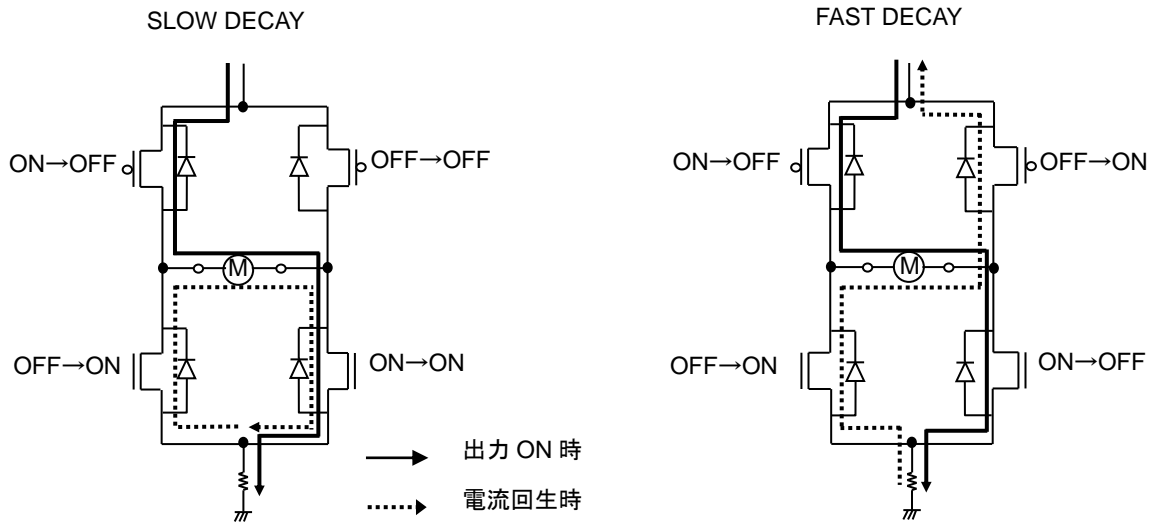 SLOW DECAY
ON→OFF
OFF→OFF
M
OFF→ON
ON→ON
FAST DECAY
ON→OFF
OFF→ON
M
OFF→ON
ON→OFF
出力 ON 時
電流回生時